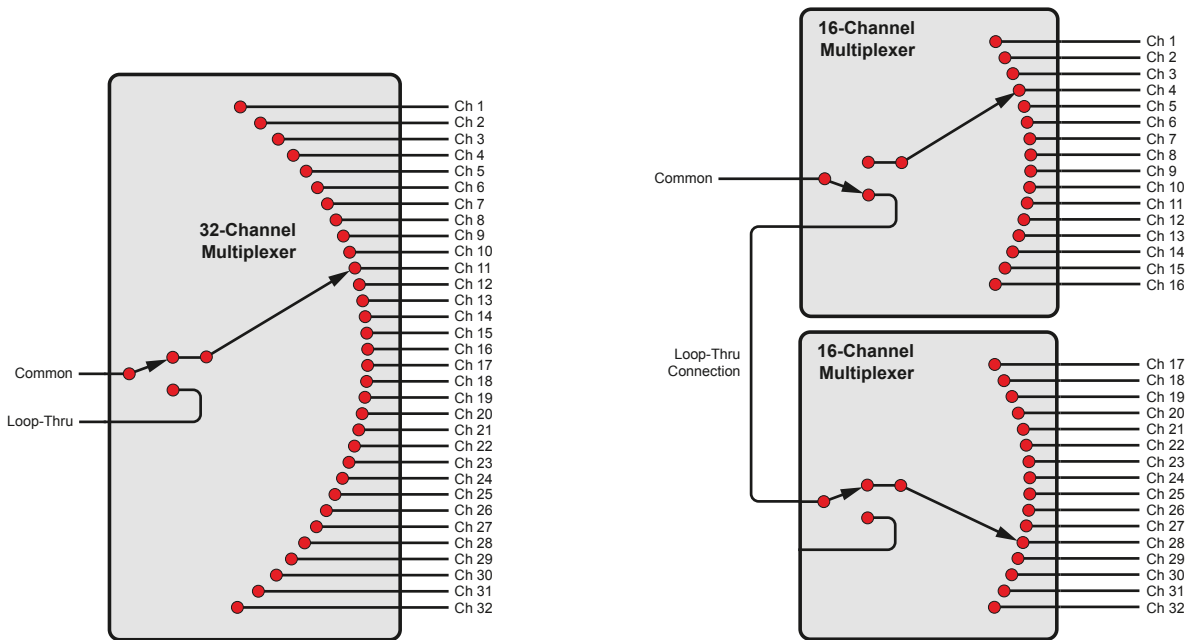 32-Channel
Multiplexer
Common
Loop-Thru
Ch 1
Ch 2
Ch 3
Ch 4
Ch 5
Ch 6
Ch 7
Ch 8
Ch 9
Ch 10
Ch 11
Ch 12
Ch 13
Ch 14
Ch 15
Ch 16
Ch 17
Ch 18
Ch 19
Ch 20
Ch 21
Ch 22
Ch 23
Ch 24
Ch 25
Ch 26
Ch 27
Ch 28
Ch 29
Ch 30
Ch 31
Ch 32
16-Channel
Multiplexer
Common
Ch 1
Ch 2
Ch 3
Ch 4
Ch 5
Ch 6
Ch 7
Ch 8
Ch 9
Ch 10
Ch 11
Ch 12
Ch 13
Ch 14
Ch 15
Ch 16
Loop-Thru
Connection
16-Channel
Multiplexer
Ch 17
Ch 18
Ch 19
Ch 20
Ch 21
Ch 22
Ch 23
Ch 24
Ch 25
Ch 26
Ch 27
Ch 28
Ch 29
Ch 30
Ch 31
Ch 32